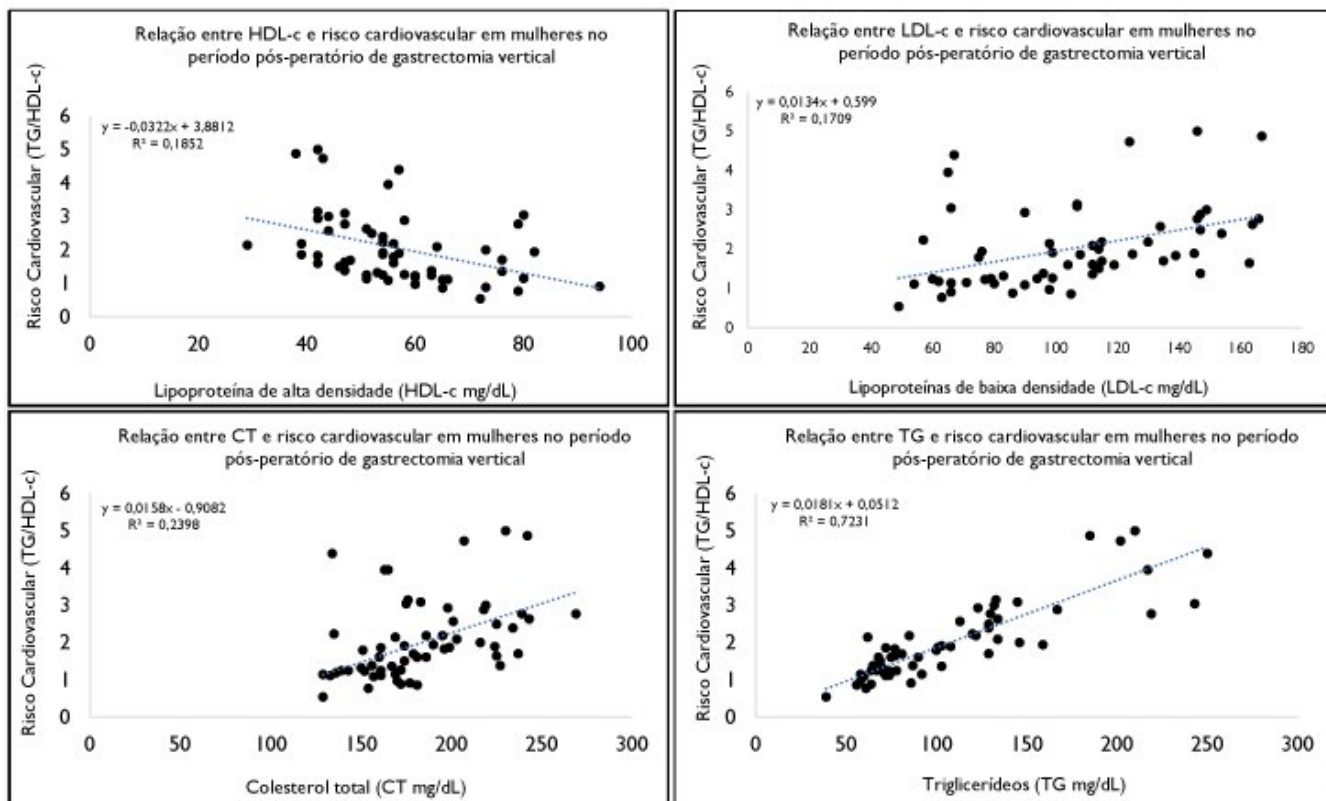 Relação entre HDL-c e risco cardiovascular em mulheres no
período pós-peratório de gastrectomia vertical
Risco Cardiovascular (TG/HDL-c)
y = -0,0322x + 3,8812
R² = 0,1852
6
5
4
3
2
1
0
0 20 40 60 80 100
Lipoproteína de alta densidade (HDL-c mg/dL)
Relação entre LDL-c e risco cardiovascular em mulheres no
período pós-peratório de gastrectomia vertical
Risco Cardiovascular (TG/HDL-c)
y = 0,0134x + 0,599
R² = 0,1709
6
5
4
3
2
1
0
0 20 40 60 80 100 120 140 160 180
Lipoproteínas de baixa densidade (LDL-c mg/dL)
Relação entre CT e risco cardiovascular em mulheres no período
pós-peratório de gastrectomia vertical
Risco Cardiovascular (TG/HDL-c)
y = 0,0158x - 0,9082
R² = 0,2398
6
5
4
3
2
1
0
0 50 100 150 200 250 300
Colesterol total (CT mg/dL)
Relação entre TG e risco cardiovascular em mulheres no período
pós-peratório de gastrectomia vertical
Risco Cardiovascular (TG/HDL-c)
y = 0,0181x + 0,0512
R² = 0,7231
6
5
4
3
2
1
0
0 50 100 150 200 250 300
Triglicerídeos (TG mg/dL)